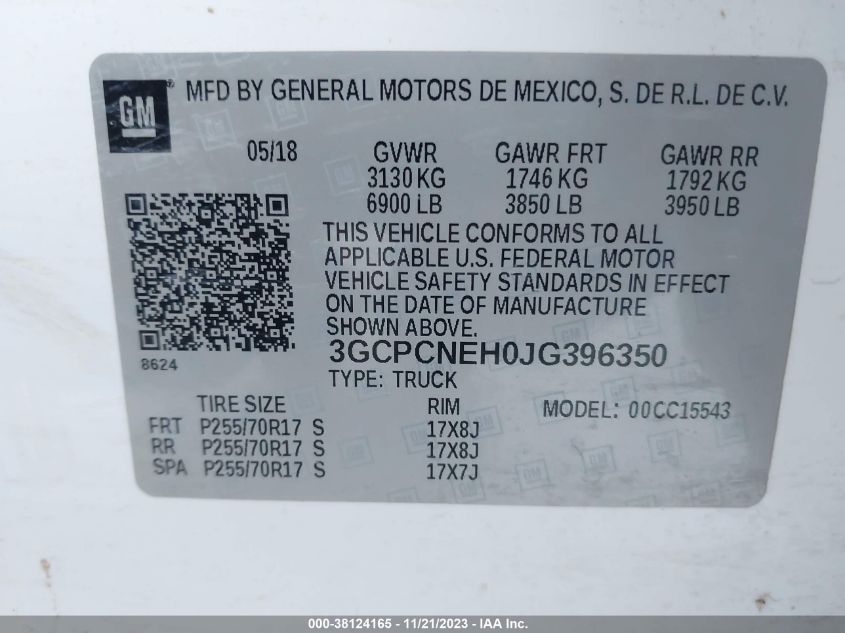 GM® MFD BY GENERAL MOTORS DE MEXICO, S. DE R.L. DE C.V.
05/18 GVWR GAWR FRT GAWR RR
3130 KG 1746 KG 1792 KG
6900 LB 3850 LB 3950 LB
THIS VEHICLE CONFORMS TO ALL
APPLICABLE U.S. FEDERAL MOTOR
VEHICLE SAFETY STANDARDS IN EFFECT
ON THE DATE OF MANUFACTURE
SHOWN ABOVE.
3GCPCNEH0JG396350
8624
TYPE: TRUCK
TIRE SIZE RIM MODEL: 00CC15543
FRT P255/70R17 S 17X8J
RR P255/70R17 S 17X8J
SPA P255/70R17 S 17X7J
000-38124165 - 11/21/2023 - IAA Inc.